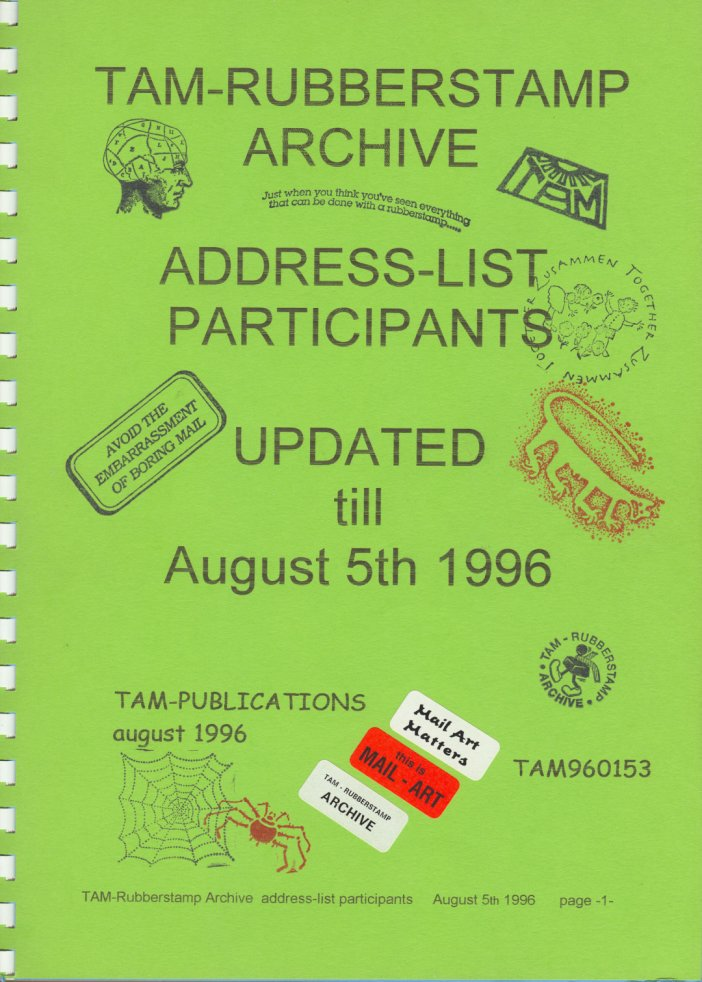 TAM-RUBBERSTAMP
ARCHIVE
Just when you think you've seen everything
that can be done with a rubberstamp.....
TAM
ADDRESS-LIST
PARTICIPANTS
ZUSAMMEN TOGETHER ZUSAMMEN TOGETHER
AVOID THE
EMBARRASSMENT
OF BORING MAIL
UPDATED
till
August 5th 1996
TAM-RUBBERSTAMP
ARCHIVE
TAM-PUBLICATIONS
august 1996
Mail Art
Matters
this is
MAIL-ART
TAM-RUBBERSTAMP
ARCHIVE
TAM960153
TAM-Rubberstamp Archive address-list participants August 5th 1996 page -1-